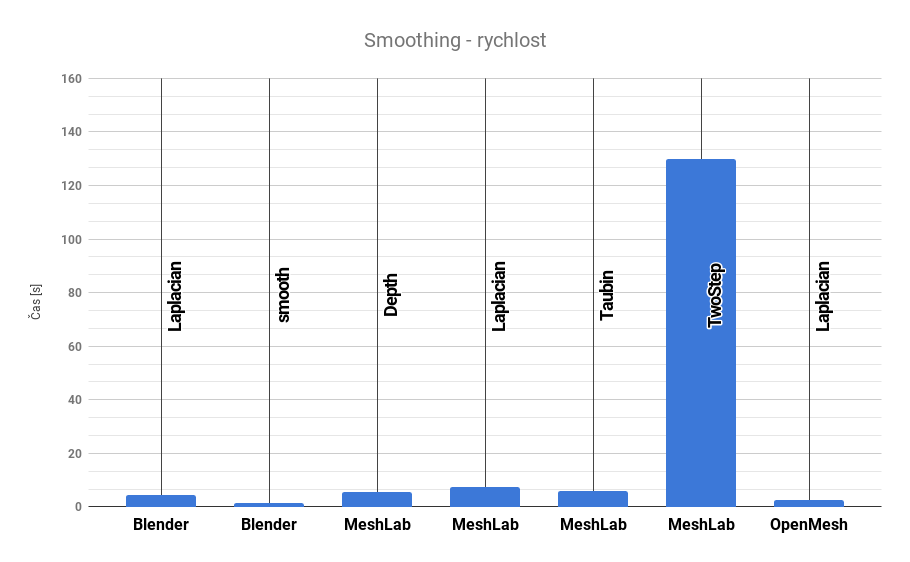 Smoothing - rychlost
Čas [s]
160
140
120
100
80
60
40
20
0
Laplacian
smooth
Depth
Laplacian
Taubin
TwoStep
Laplacian
Blender
Blender
MeshLab
MeshLab
MeshLab
MeshLab
OpenMesh